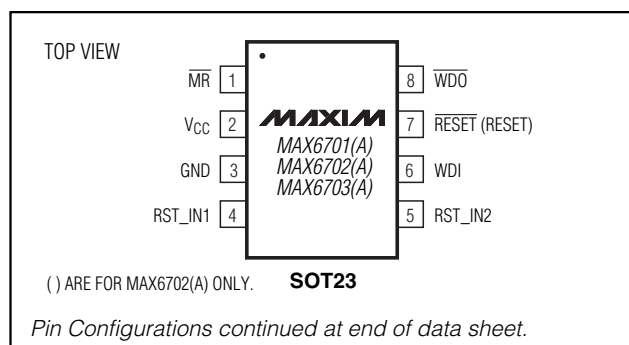 TOP VIEW
MR 1
VCC 2
GND 3
RST_IN1 4
MAXIM
MAX6701(A)
MAX6702(A)
MAX6703(A)
8 WDO
7 RESET (RESET)
6 WDI
5 RST_IN2
( ) ARE FOR MAX6702(A) ONLY.
SOT23
Pin Configurations continued at end of data sheet.